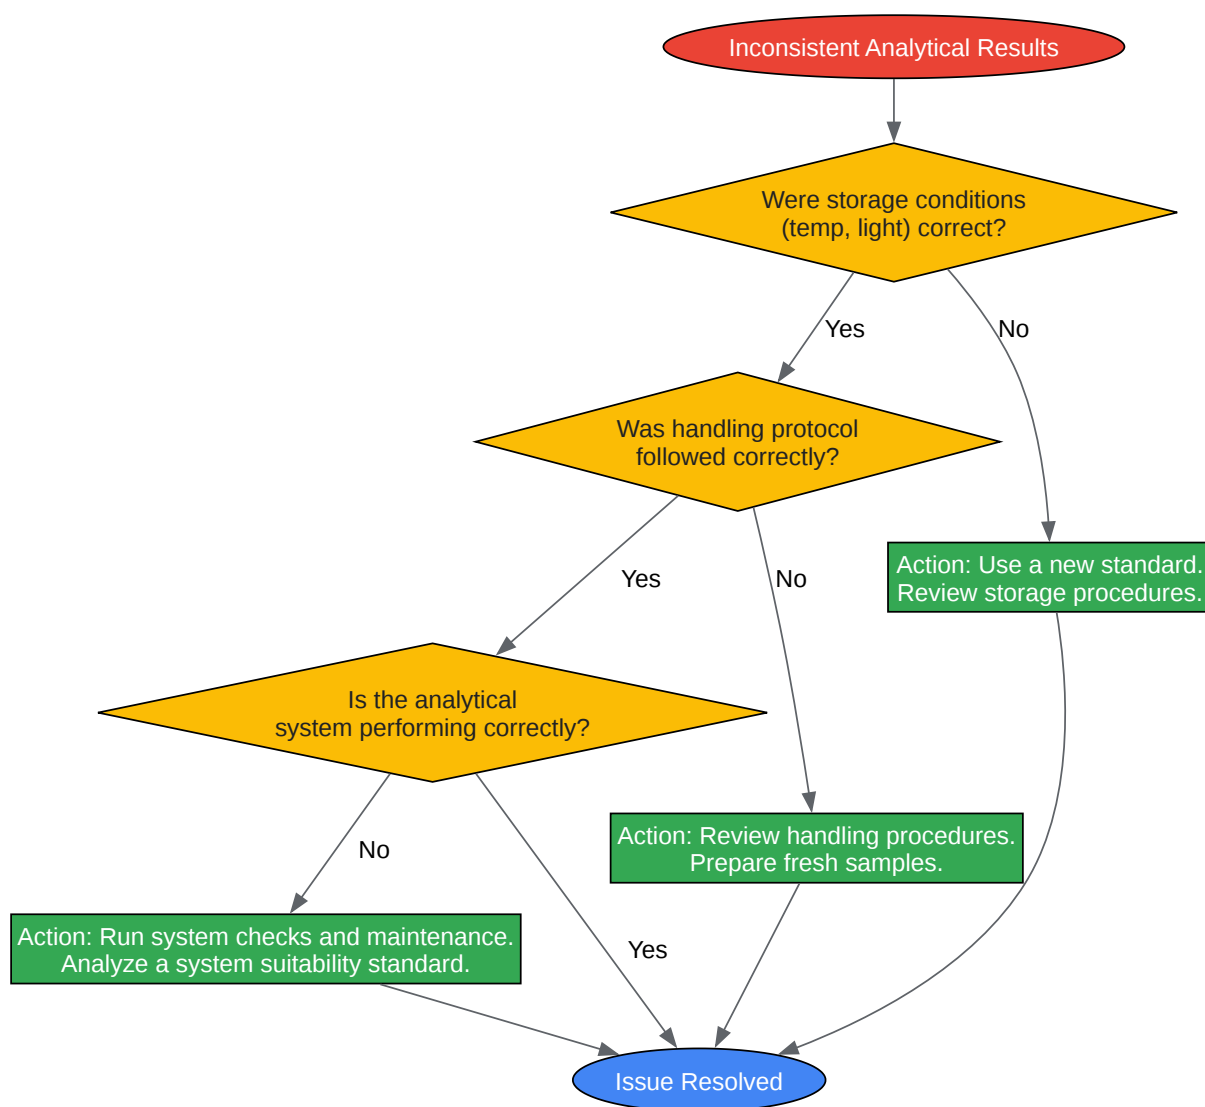 Inconsistent Analytical Results
Were storage conditions
(temp, light) correct?
Yes
No
Was handling protocol
followed correctly?
Action: Use a new standard.
Review storage procedures.
Yes
No
Is the analytical
system performing correctly?
Action: Review handling procedures.
Prepare fresh samples.
No
Yes
Action: Run system checks and maintenance.
Analyze a system suitability standard.
Issue Resolved